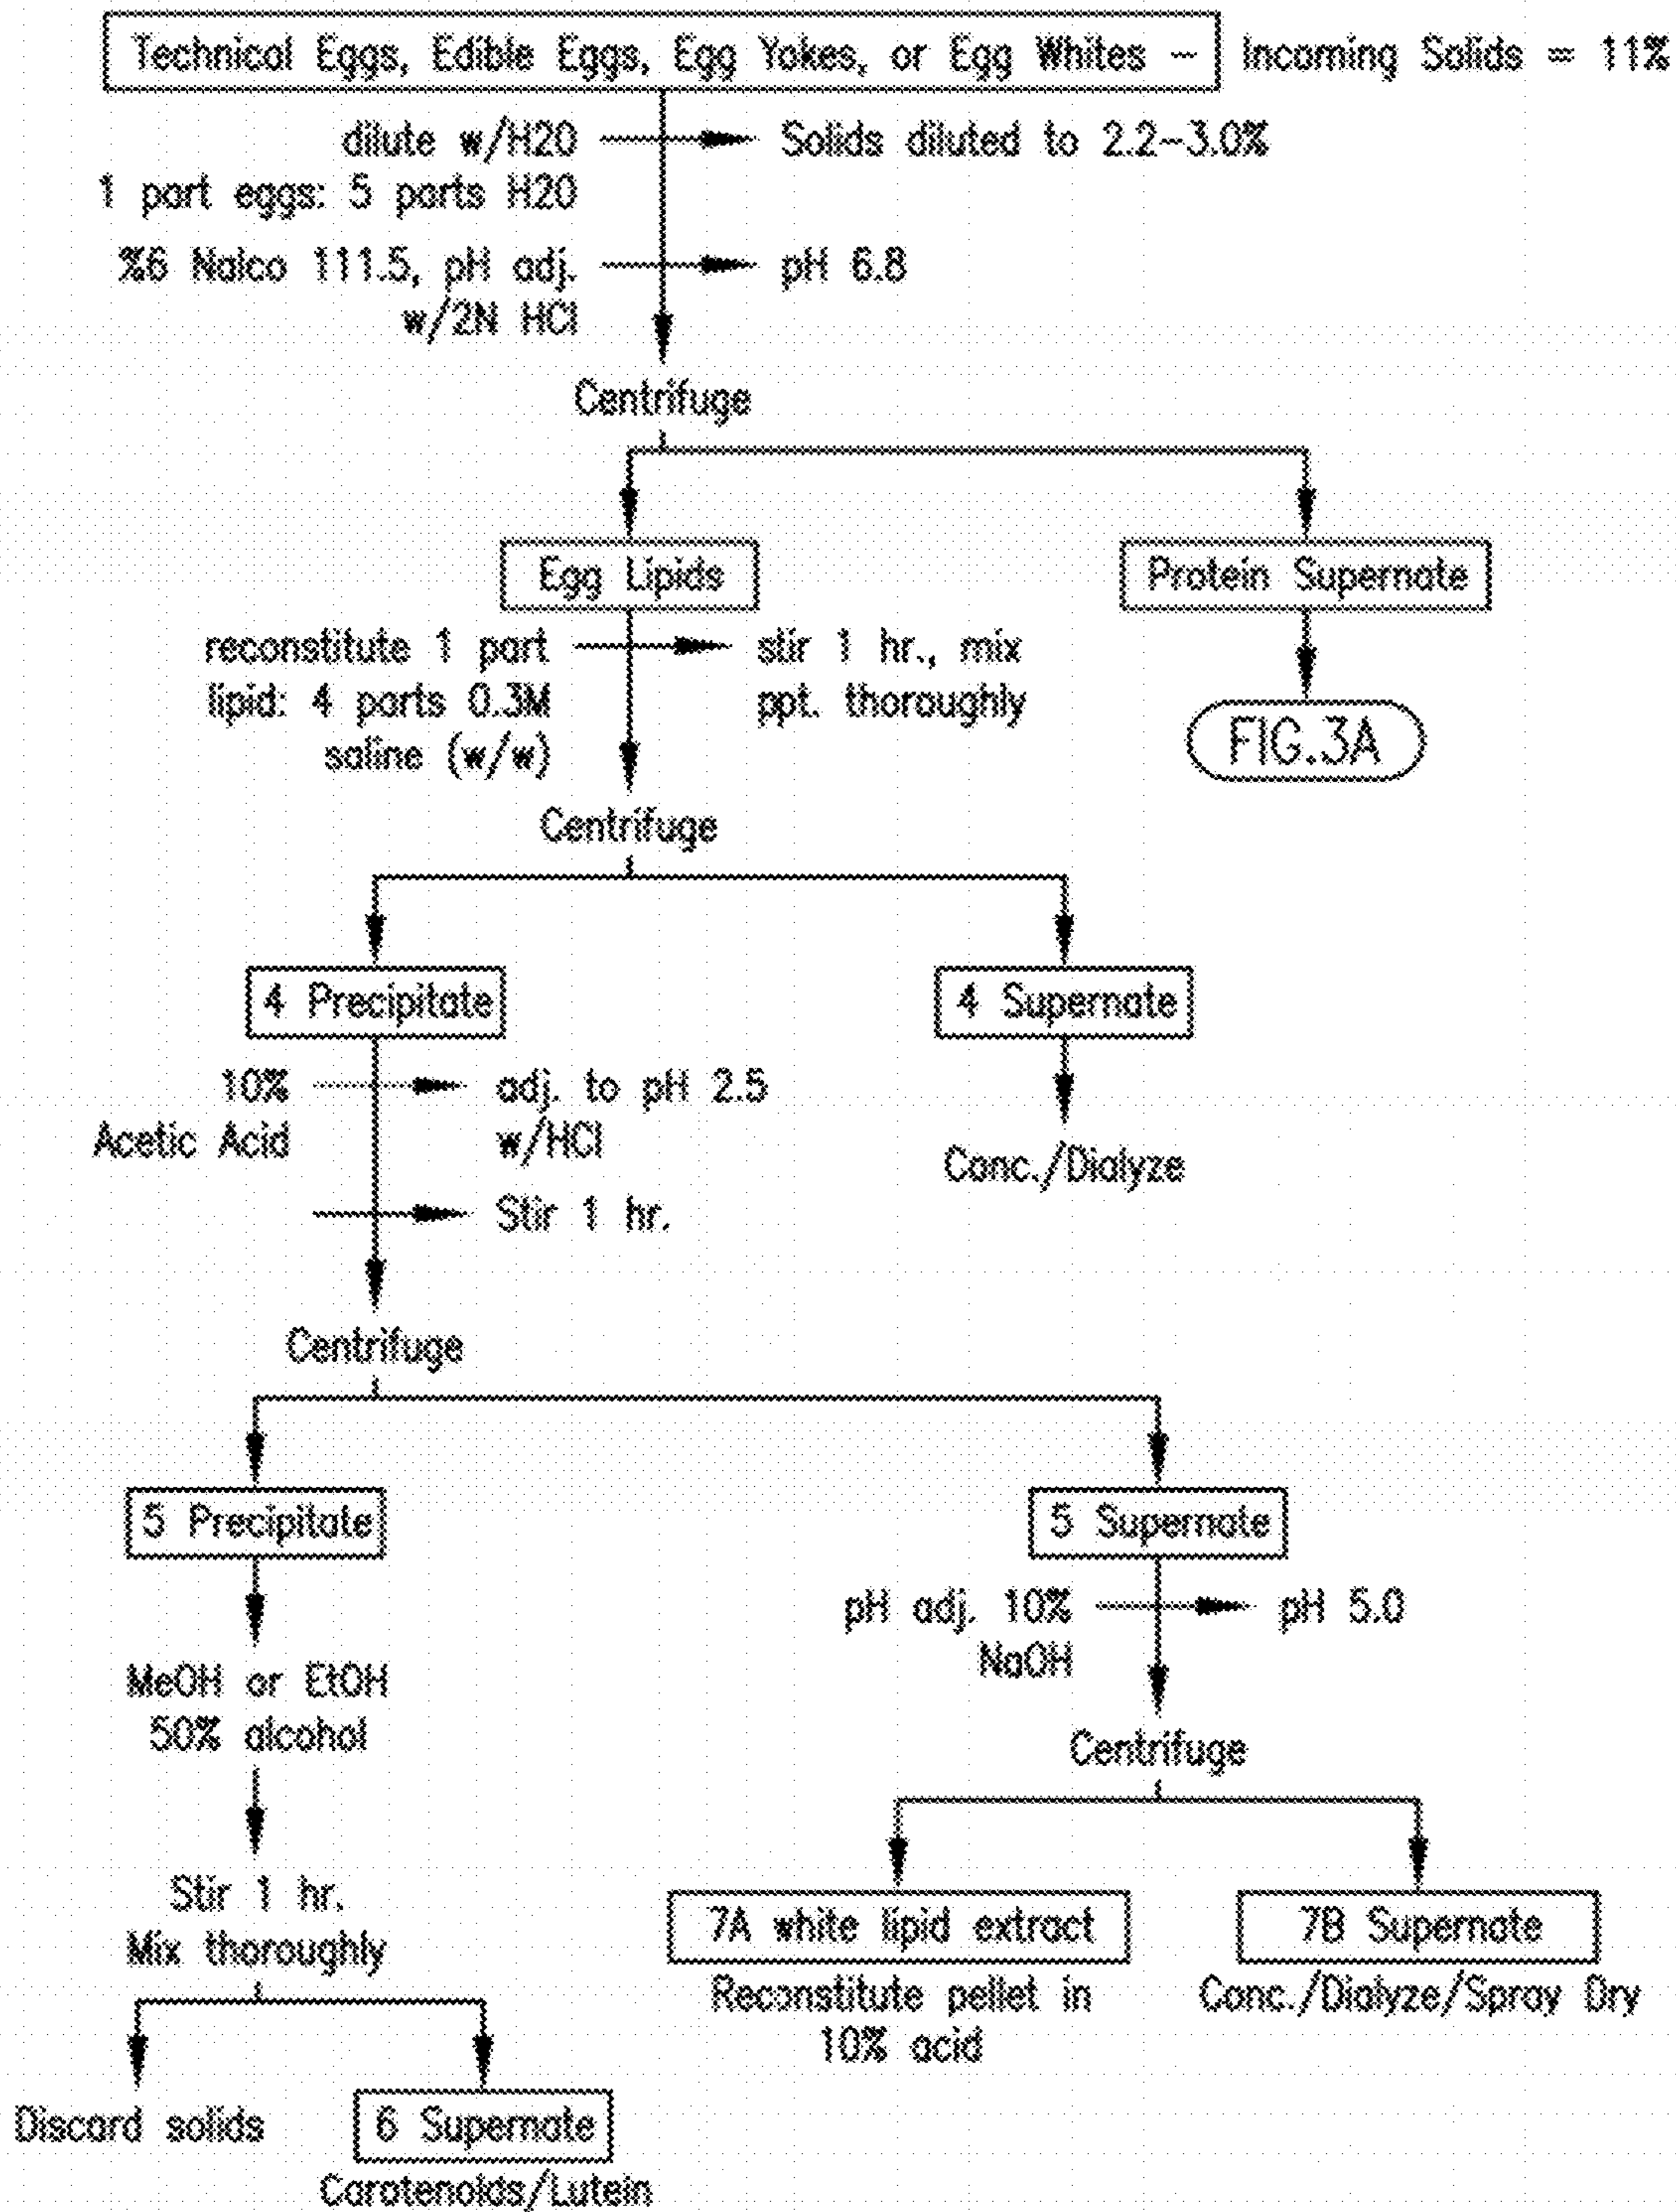 Technical Eggs, Edible Eggs, Egg Yokes, or Egg Whites – Incoming Solids = 11%
dilute w/H2O
1 part eggs: 5 parts H2O
Solids diluted to 2.2–3.0%
%6 Nalco 111.5, pH adj.
w/2N HCl
pH 6.8
Centrifuge
Egg Lipids
Protein Supernate
reconstitute 1 part
lipid: 4 parts 0.3M
saline (w/w)
stir 1 hr., mix
ppt. thoroughly
FIG.3A
Centrifuge
4 Precipitate
4 Supernate
10%
Acetic Acid
adj. to pH 2.5
w/HCl
Stir 1 hr.
Conc./Dialyze
Centrifuge
5 Precipitate
5 Supernate
MeOH or EtOH
50% alcohol
pH adj. 10%
NaOH
pH 5.0
Centrifuge
Stir 1 hr.
Mix thoroughly
7A white lipid extract
Reconstitute pellet in
10% acid
7B Supernate
Conc./Dialyze/Spray Dry
Discard solids
6 Supernate
Carotenoids/Lutein